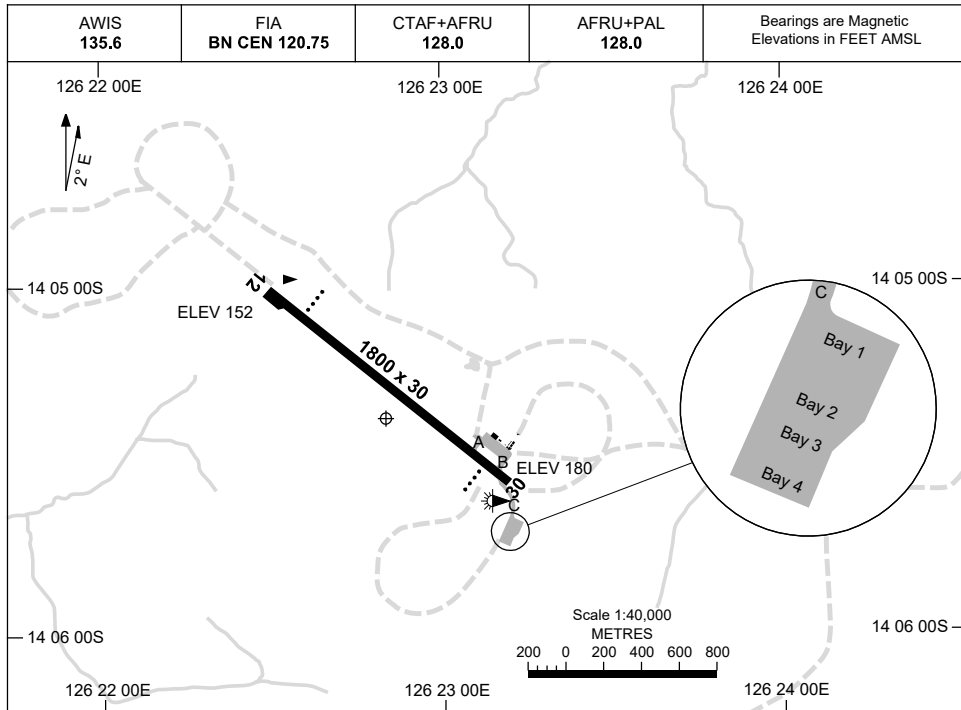 AWIS
135.6
FIA
BN CEN 120.75
CTAF+AFRU
128.0
AFRU+PAL
128.0
Bearings are Magnetic
Elevations in FEET AMSL
126 22 00E
126 23 00E
126 24 00E
2° E
14 05 00S
14 05 00S
12
ELEV 152
1800 x 30
C
Bay 1
Bay 2
Bay 3
Bay 4
A
B
ELEV 180
30
C
14 06 00S
14 06 00S
Scale 1:40,000
METRES
200 0 200 400 600 800
126 22 00E
126 23 00E
126 24 00E